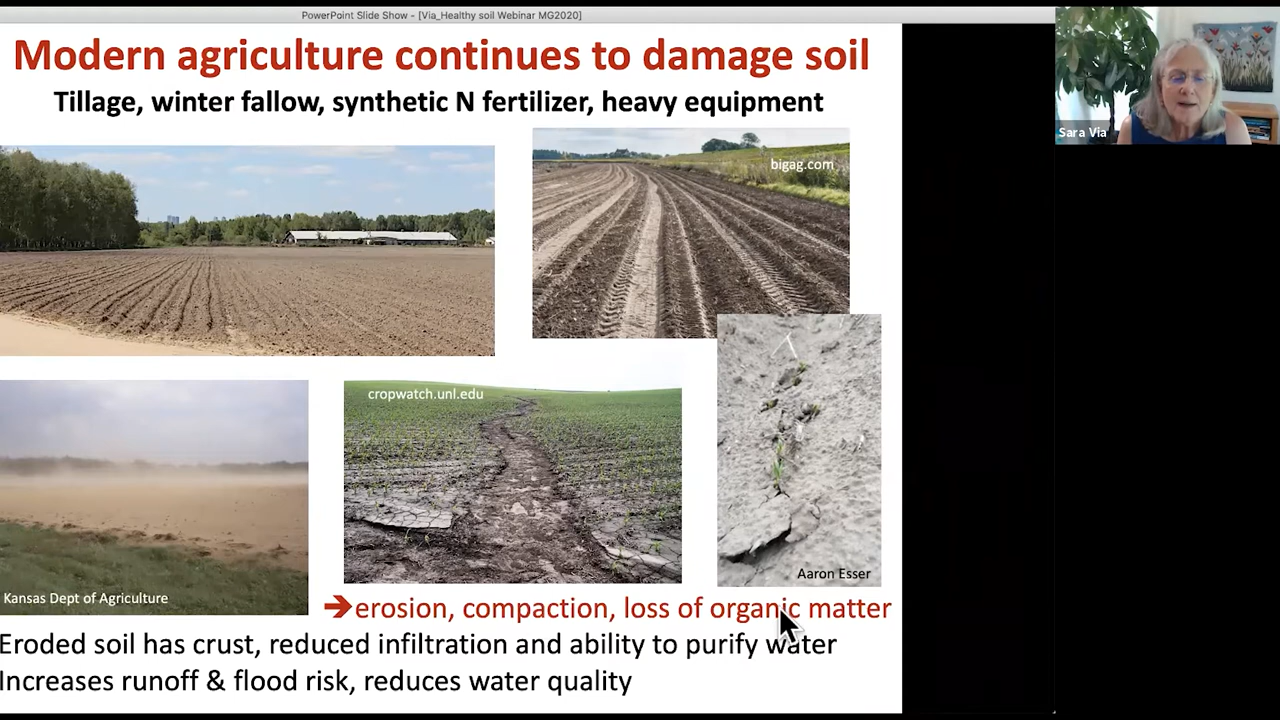 PowerPoint Slide Show - [Via_Healthy soil Webinar MG2020]
Modern agriculture continues to damage soil
Tillage, winter fallow, synthetic N fertilizer, heavy equipment
bigag.com
Sara Via
cropwatch.unl.edu
Aaron Esser
Kansas Dept of Agriculture
➔erosion, compaction, loss of organic matter
Eroded soil has crust, reduced infiltration and ability to purify water
Increases runoff & flood risk, reduces water quality